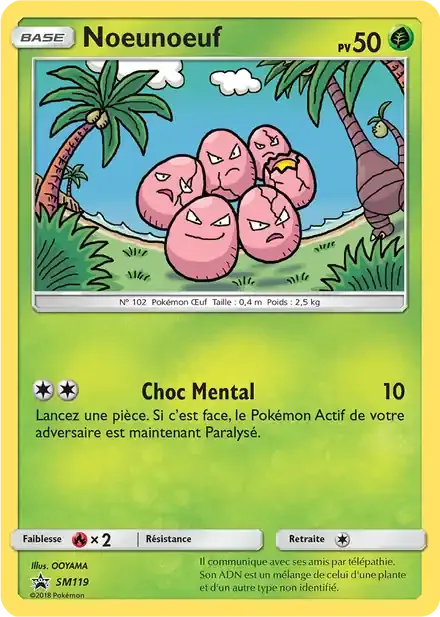 BASE Noeunoeuf PV 50
N° 102 Pokémon Œuf Taille : 0,4 m Poids : 2,5 kg
Choc Mental 10
Lancez une pièce. Si c'est face, le Pokémon Actif de votre
adversaire est maintenant Paralysé.
Faiblesse ×2 Résistance Retraite
Illus. OOYAMA
SM119
©2018 Pokémon
Il communique avec ses amis par télépathie.
Son ADN est un mélange de celui d'une plante
et d'un autre type non identifié.